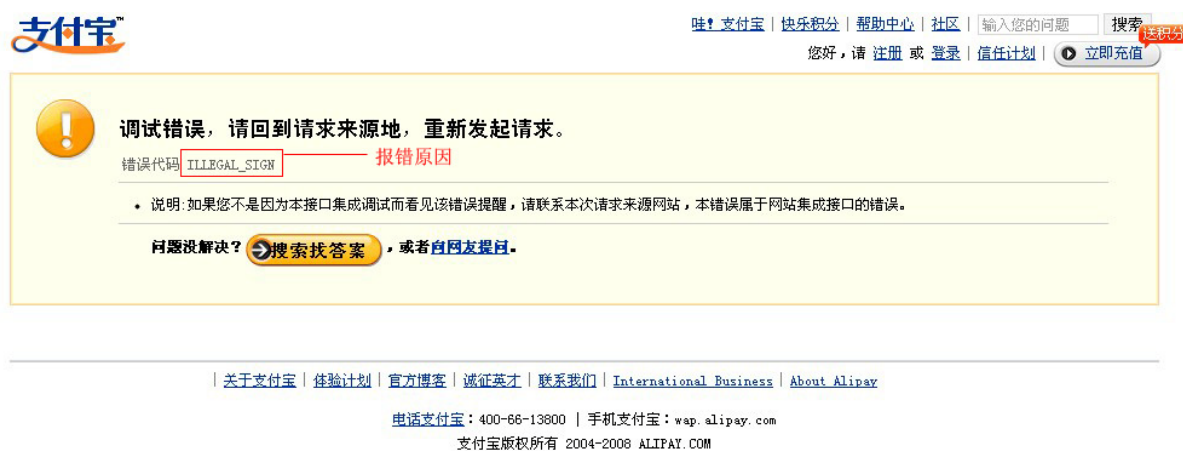 支付宝™
哇! 支付宝 | 快乐积分 | 帮助中心 | 社区 | 输入您的问题 搜索
送积分
您好，请 注册 或 登录 | 信任计划 | 立即充值
调试错误，请回到请求来源地，重新发起请求。
错误代码 ILLEGAL_SIGN 报错原因
• 说明:如果您不是因为本接口集成调试而看见该错误提醒，请联系本次请求来源网站，本错误属于网站集成接口的错误。
问题没解决？ 搜索找答案 ，或者向网友提问。
| 关于支付宝 | 体验计划 | 官方博客 | 诚征英才 | 联系我们 | International Business | About Alipay
电话支付宝：400-66-13800 | 手机支付宝：wap.alipay.com
支付宝版权所有 2004-2008 ALIPAY.COM